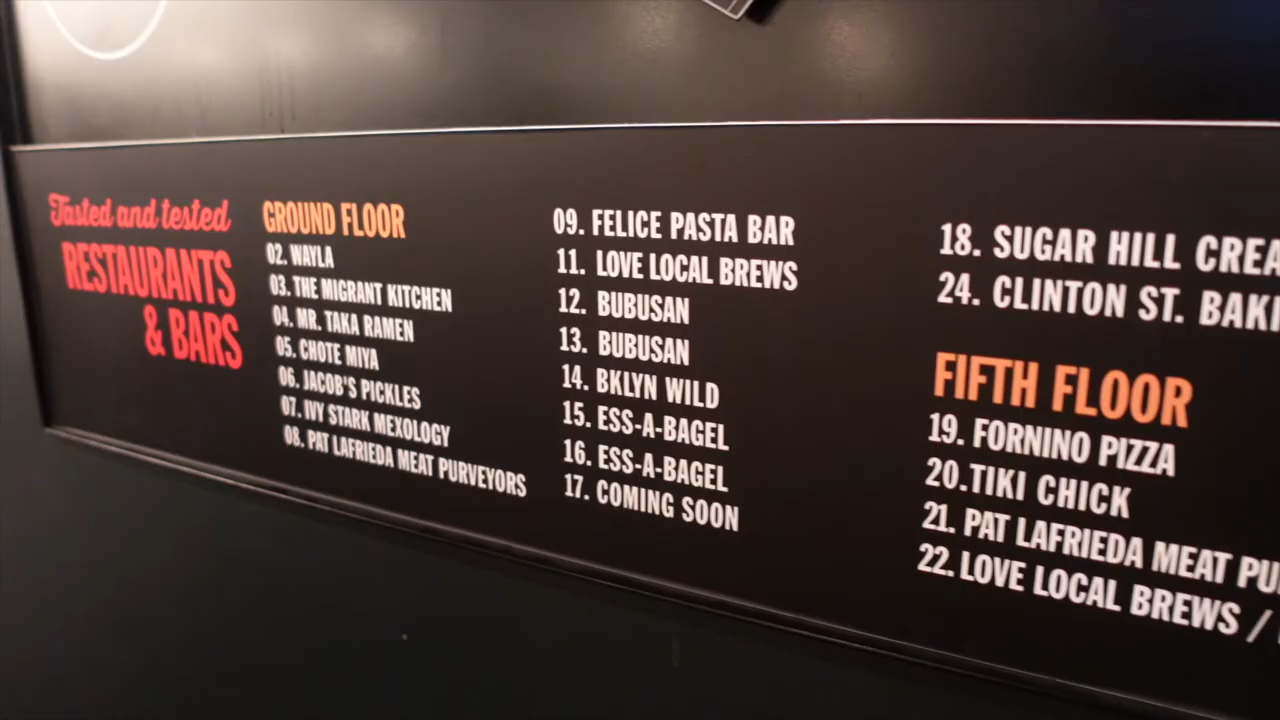 Tasted and tested
RESTAURANTS
& BARS
GROUND FLOOR
02. WAYLA
03. THE MIGRANT KITCHEN
04. MR. TAKA RAMEN
05. CHOTE MIYA
06. JACOB'S PICKLES
07. IVY STARK MEXOLOGY
08. PAT LAFRIEDA MEAT PURVEYORS
09. FELICE PASTA BAR
11. LOVE LOCAL BREWS
12. BUBUSAN
13. BUBUSAN
14. BKLYN WILD
15. ESS-A-BAGEL
16. ESS-A-BAGEL
17. COMING SOON
18. SUGAR HILL
24. CLINTON ST.
FIFTH FLOOR
19. FORNINO PIZZA
20.TIKI CHICK
21. PAT LAFRIEDA MEAT
22. LOVE LOCAL BREWS /